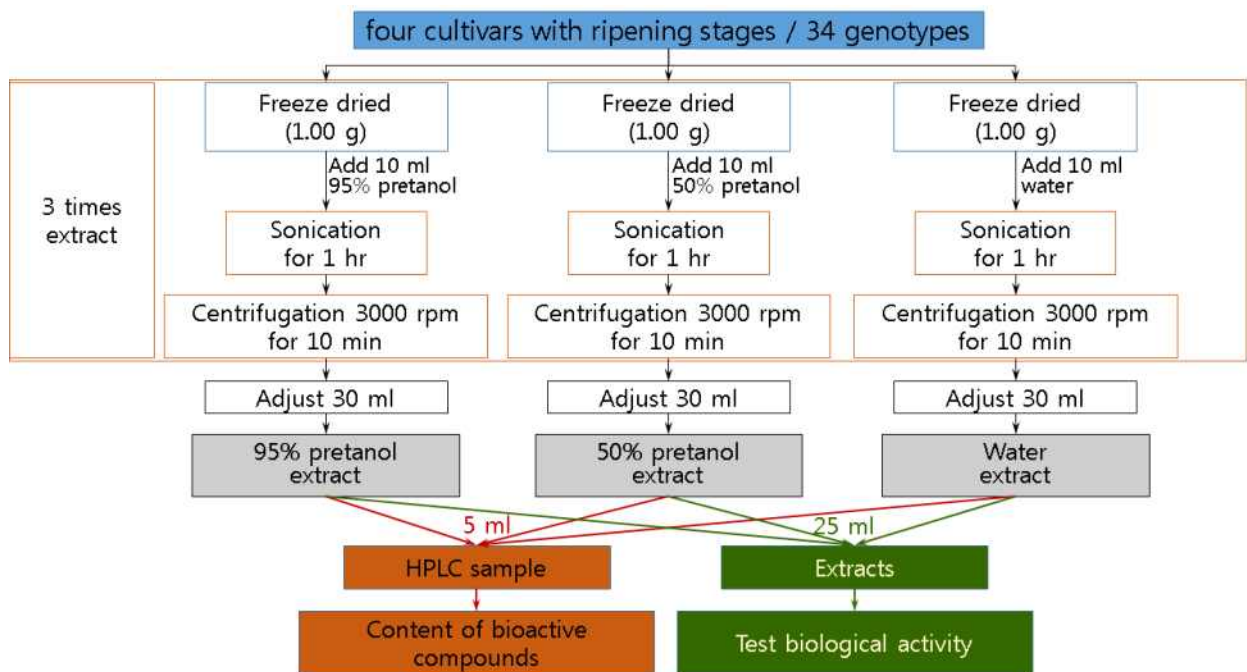 four cultivars with ripening stages / 34 genotypes
Freeze dried
(1.00 g)
Freeze dried
(1.00 g)
Freeze dried
(1.00 g)
Add 10 ml
95% pretanol
Add 10 ml
50% pretanol
Add 10 ml
water
3 times
extract
Sonication
for 1 hr
Sonication
for 1 hr
Sonication
for 1 hr
Centrifugation 3000 rpm
for 10 min
Centrifugation 3000 rpm
for 10 min
Centrifugation 3000 rpm
for 10 min
Adjust 30 ml
Adjust 30 ml
Adjust 30 ml
95% pretanol
extract
50% pretanol
extract
Water
extract
5 ml
25 ml
HPLC sample
Extracts
Content of bioactive
compounds
Test biological activity